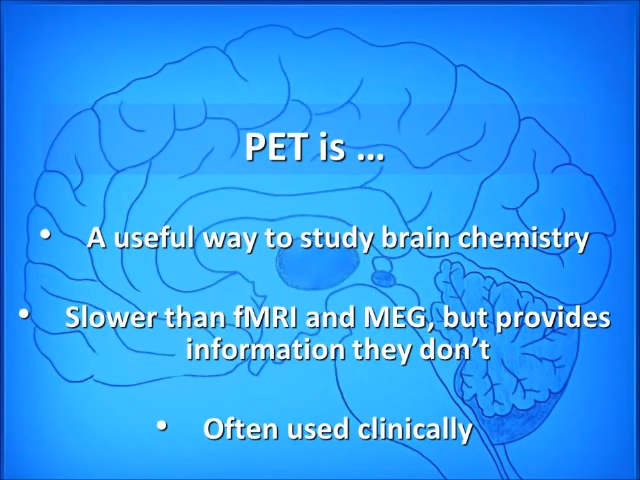 PET is ...
• A useful way to study brain chemistry
• Slower than fMRI and MEG, but provides
information they don't
• Often used clinically